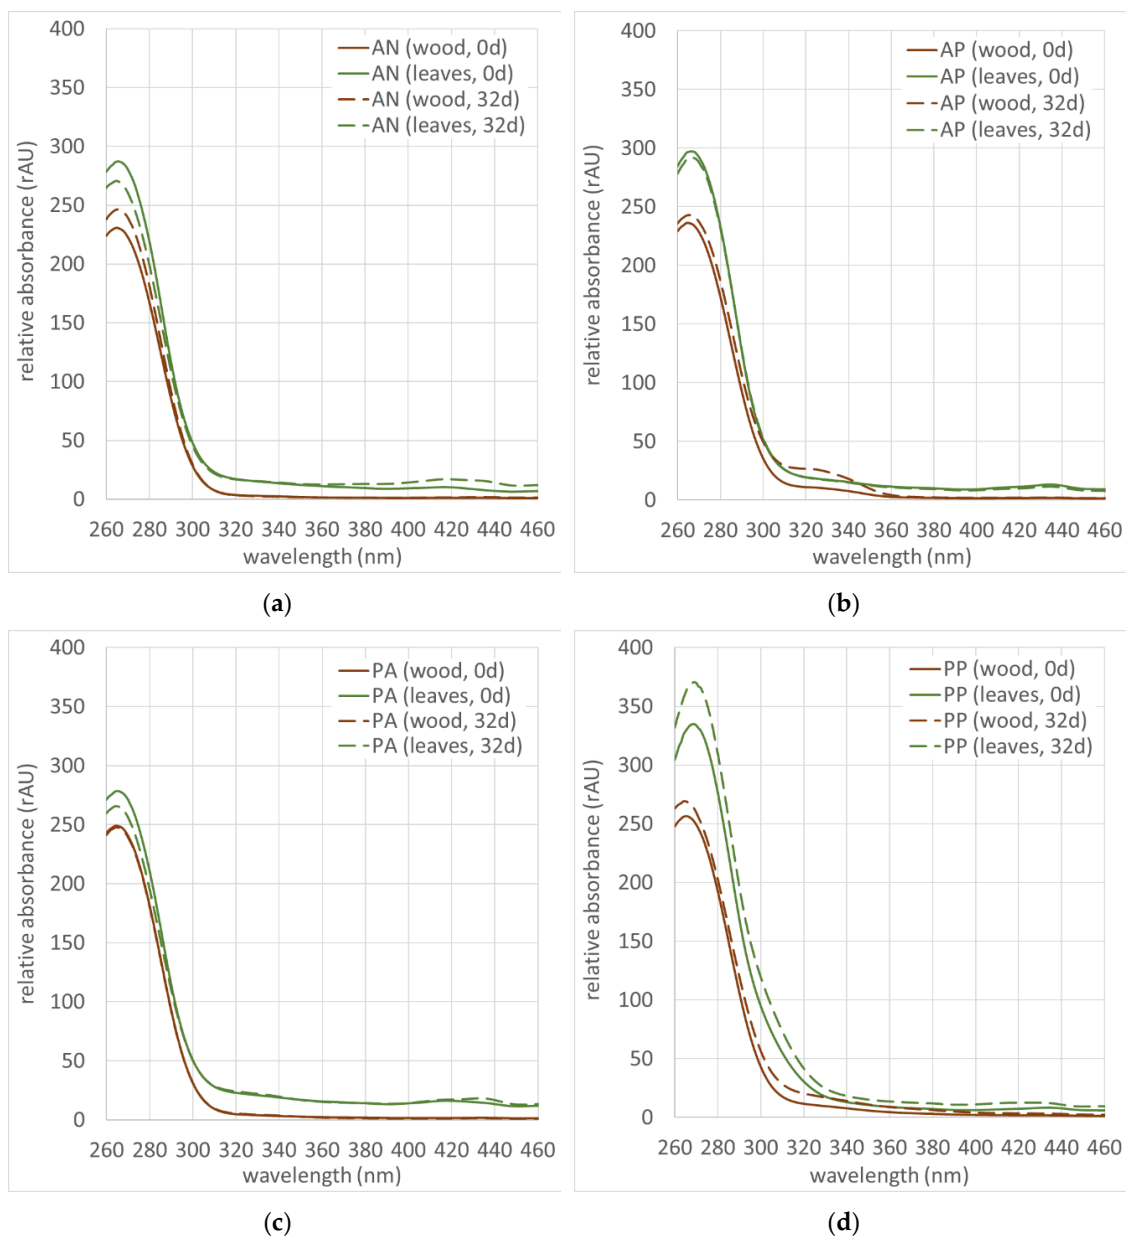 400
350
300
250
200
150
100
50
0
relative absorbance (rAU)
AN (wood, 0d)
AN (leaves, 0d)
AN (wood, 32d)
AN (leaves, 32d)
260 280 300 320 340 360 380 400 420 440 460
wavelength (nm)
(a)
400
350
300
250
200
150
100
50
0
relative absorbance (rAU)
AP (wood, 0d)
AP (leaves, 0d)
AP (wood, 32d)
AP (leaves, 32d)
260 280 300 320 340 360 380 400 420 440 460
wavelength (nm)
(b)
400
350
300
250
200
150
100
50
0
relative absorbance (rAU)
PA (wood, 0d)
PA (leaves, 0d)
PA (wood, 32d)
PA (leaves, 32d)
260 280 300 320 340 360 380 400 420 440 460
wavelength (nm)
(c)
400
350
300
250
200
150
100
50
0
relative absorbance (rAU)
PP (wood, 0d)
PP (leaves, 0d)
PP (wood, 32d)
PP (leaves, 32d)
260 280 300 320 340 360 380 400 420 440 460
wavelength (nm)
(d)